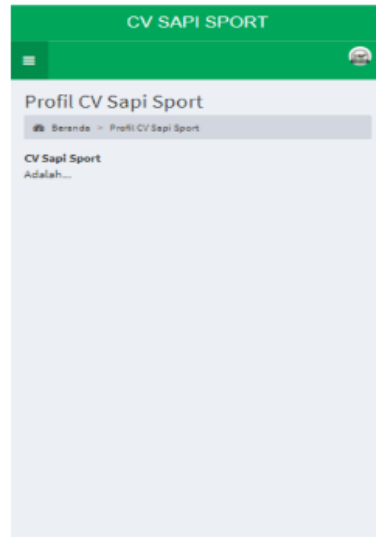 CV SAPI SPORT
Profil CV Sapi Sport
Beranda > Profil CV Sapi Sport
CV Sapi Sport
Adalah...